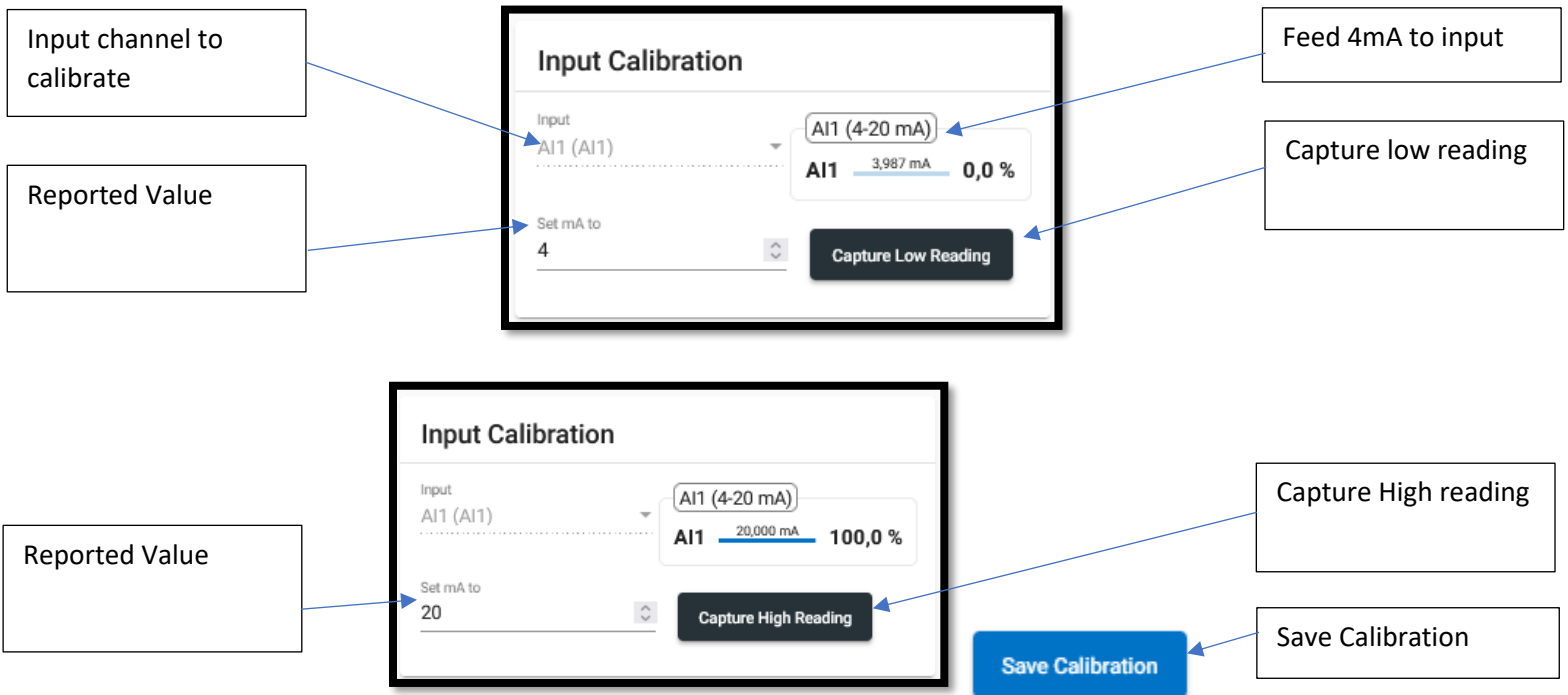 Input channel to
calibrate
Reported Value
Input Calibration
Input
AI1 (AI1)
AI1 (4-20 mA)
AI1 3,987 mA 0,0 %
Set mA to
4
Capture Low Reading
Feed 4mA to input
Capture low reading
Reported Value
Input Calibration
Input
AI1 (AI1)
AI1 (4-20 mA)
AI1 20,000 mA 100,0 %
Set mA to
20
Capture High Reading
Capture High reading
Save Calibration
Save Calibration